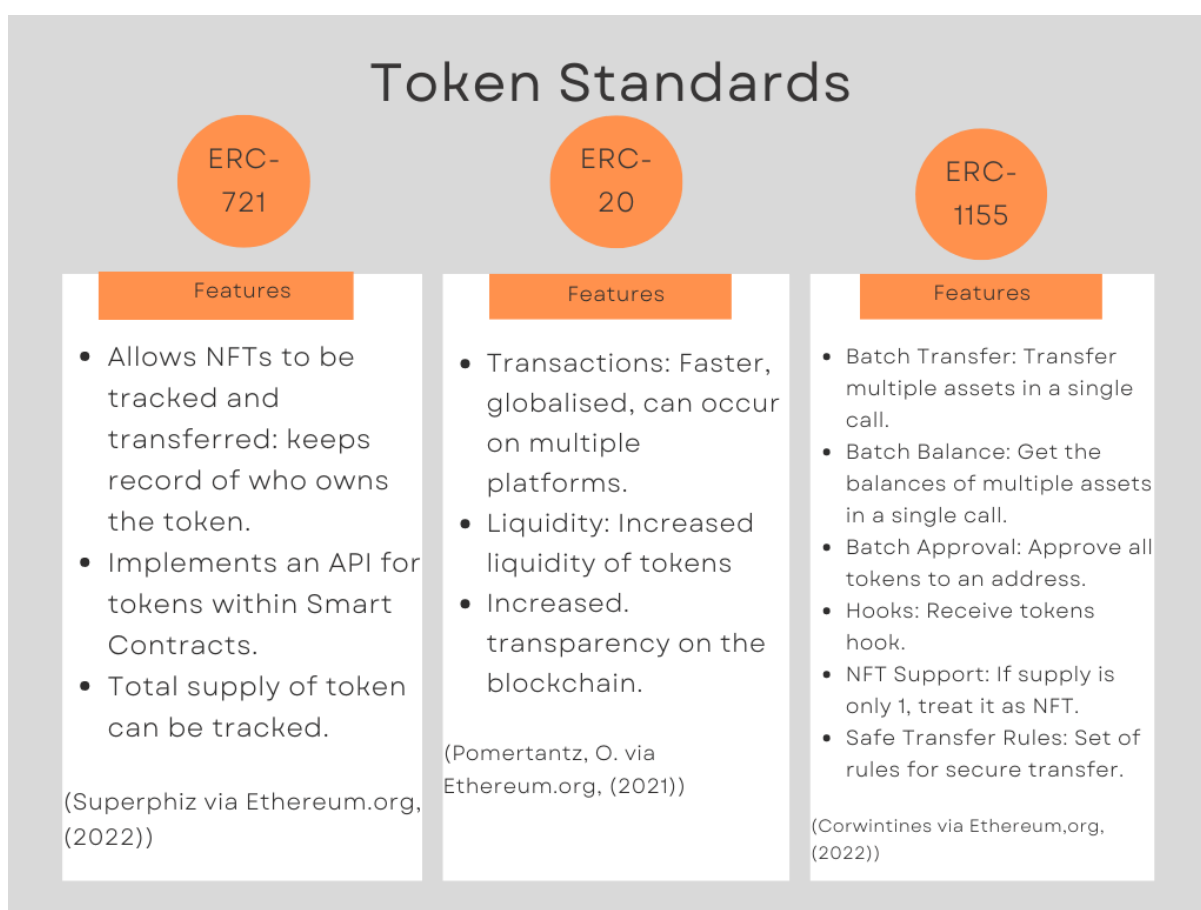 Token Standards
ERC-
721
Features
• Allows NFTs to be
tracked and
transferred: keeps
record of who owns
the token.
• Implements an API for
tokens within Smart
Contracts.
• Total supply of token
can be tracked.
(Superphiz via Ethereum.org,
(2022))
ERC-
20
Features
• Transactions: Faster,
globalised, can occur
on multiple
platforms.
• Liquidity: Increased
liquidity of tokens
• Increased.
transparency on the
blockchain.
(Pomertantz, O. via
Ethereum.org, (2021))
ERC-
1155
Features
• Batch Transfer: Transfer
multiple assets in a single
call.
• Batch Balance: Get the
balances of multiple assets
in a single call.
• Batch Approval: Approve all
tokens to an address.
• Hooks: Receive tokens
hook.
• NFT Support: If supply is
only 1, treat it as NFT.
• Safe Transfer Rules: Set of
rules for secure transfer.
(Corwintines via Ethereum,org,
(2022))